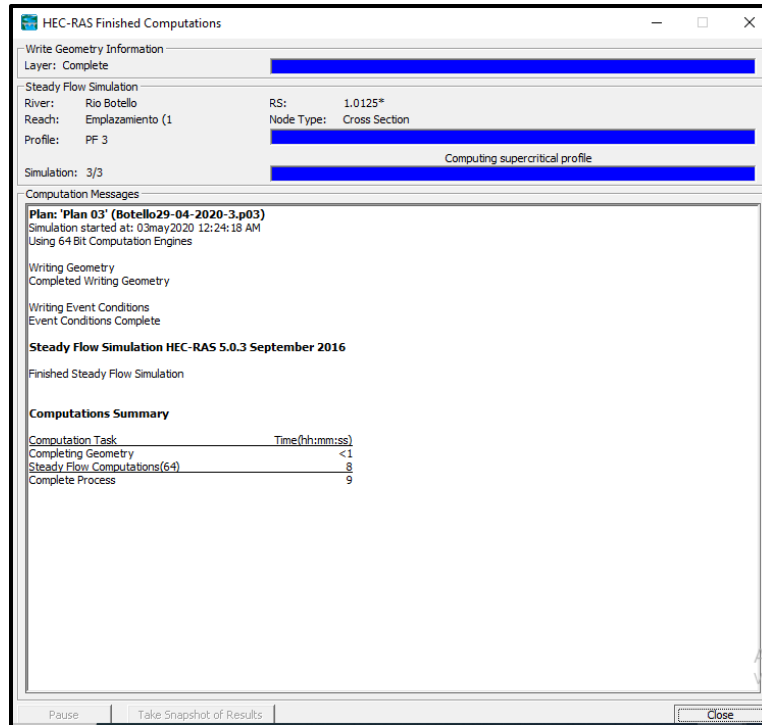 HEC-RAS Finished Computations
Write Geometry Information
Layer: Complete
Steady Flow Simulation
River: Rio Botello RS: 1.0125*
Reach: Emplazamiento (1 Node Type: Cross Section
Profile: PF 3
Computing supercritical profile
Simulation: 3/3
Computation Messages
Plan: 'Plan 03' (Botello29-04-2020-3.p03)
Simulation started at: 03may2020 12:24:18 AM
Using 64 Bit Computation Engines
Writing Geometry
Completed Writing Geometry
Writing Event Conditions
Event Conditions Complete
Steady Flow Simulation HEC-RAS 5.0.3 September 2016
Finished Steady Flow Simulation
Computations Summary
Computation Task Time(hh:mm:ss)
Completing Geometry <1
Steady Flow Computations(64) 8
Complete Process 9
Pause Take Snapshot of Results Close